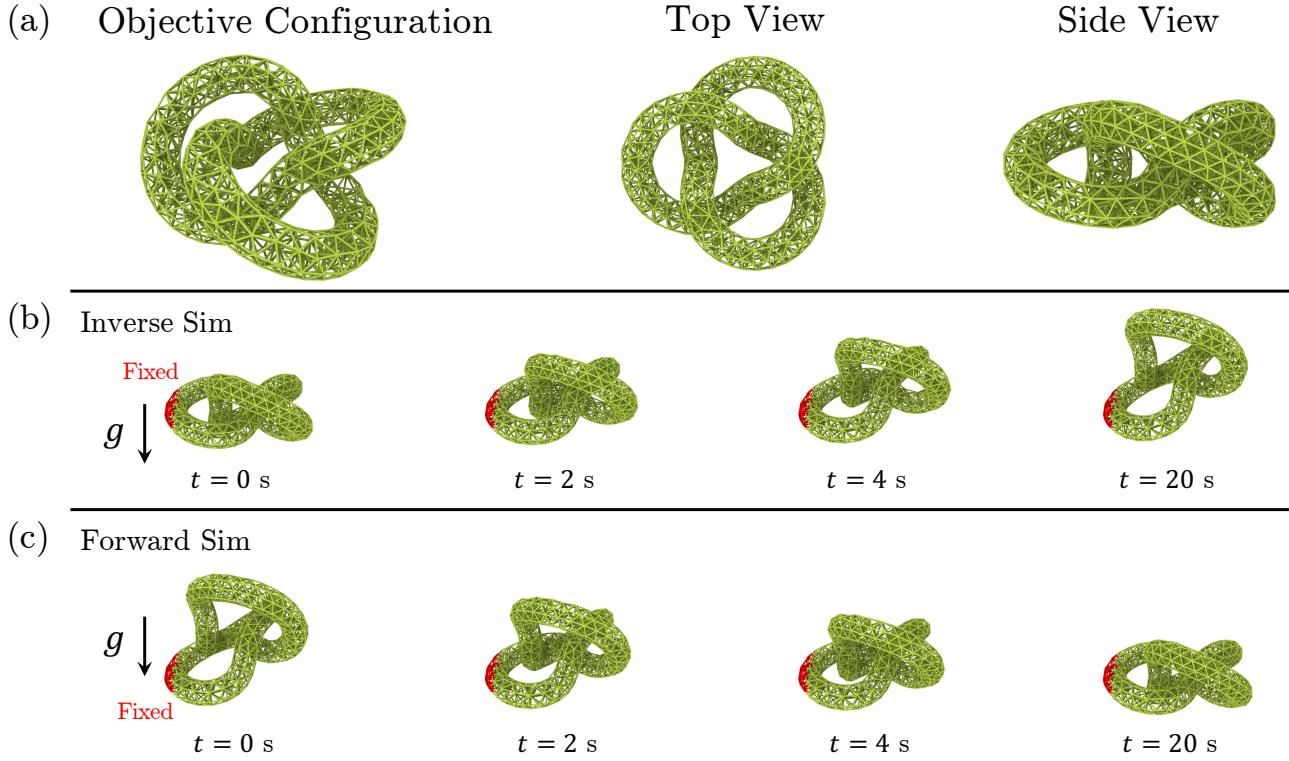 (a) Objective Configuration Top View Side View
(b) Inverse Sim
Fixed
g
t = 0 s t = 2 s t = 4 s t = 20 s
(c) Forward Sim
g
Fixed
t = 0 s t = 2 s t = 4 s t = 20 s